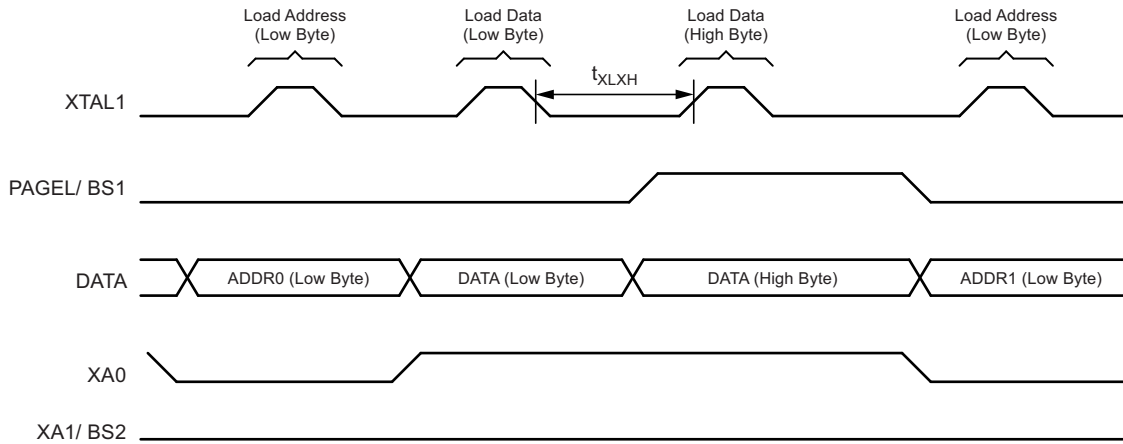 Load Address
(Low Byte)
Load Data
(Low Byte)
Load Data
(High Byte)
Load Address
(Low Byte)
tXLXH
XTAL1
PAGEL/ BS1
DATA
ADDR0 (Low Byte)
DATA (Low Byte)
DATA (High Byte)
ADDR1 (Low Byte)
XA0
XA1/ BS2